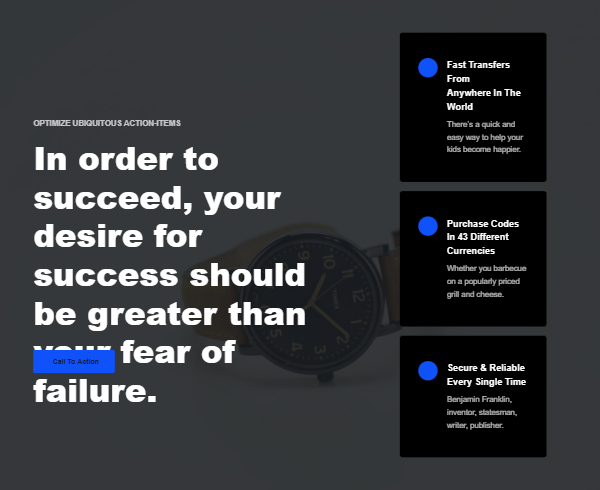 OPTIMIZE UBIQUITOUS ACTION-ITEMS
In order to
succeed, your
desire for
success should
be greater than
your fear of
failure.
Call To Action
Fast Transfers
From
Anywhere In The
World
There's a quick and
easy way to help your
kids become happier.
Purchase Codes
In 43 Different
Currencies
Whether you barbecue
on a popularly priced
grill and cheese.
Secure & Reliable
Every Single Time
Benjamin Franklin,
inventor, statesman,
writer, publisher.